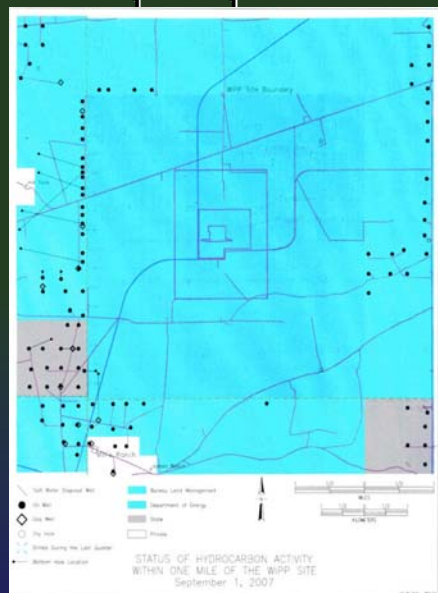 WIPP Site Boundary
Mills Ranch
Salt Water Disposal Well
Oil Well
Gas Well
Dry Hole
Drilled During the Last Quarter
Bottom Hole Location
Bureau Land Management
Department of Energy
State
Private
MILES
KILOMETERS
STATUS OF HYDROCARBON ACTIVITY
WITHIN ONE MILE OF THE WIPP SITE
September 1, 2007